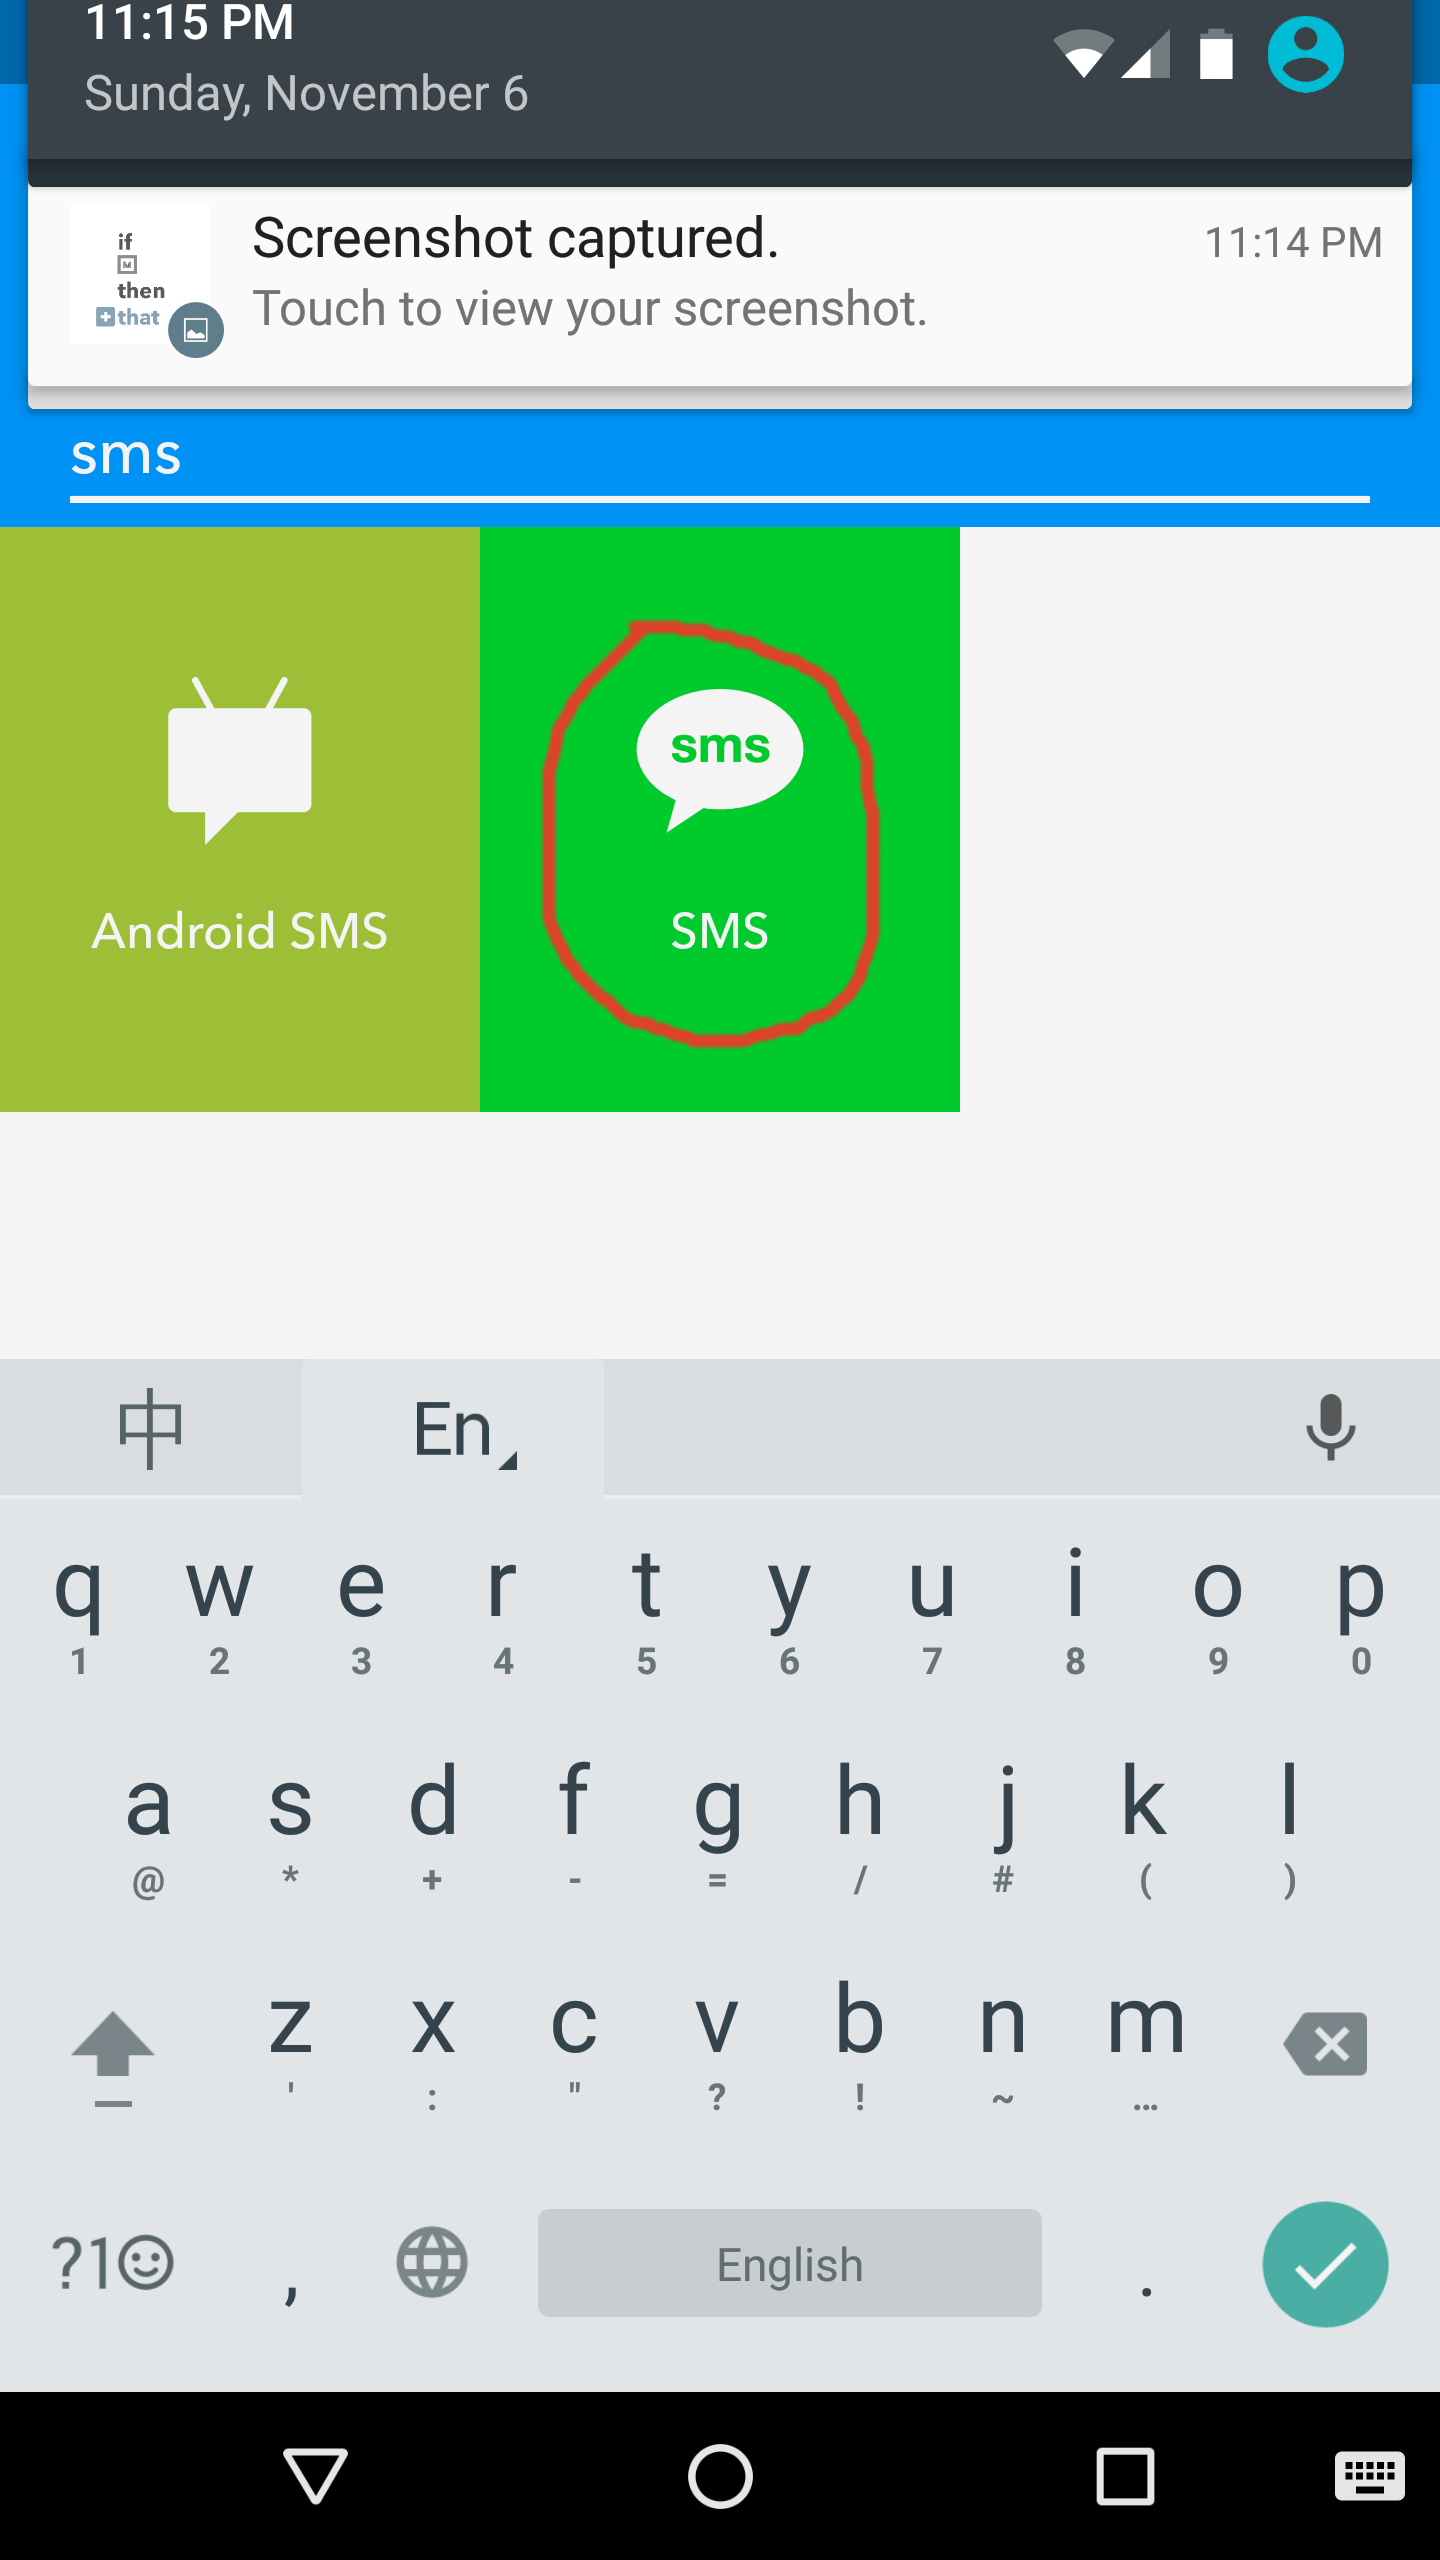 11:15 PM
Sunday, November 6
if
then
that
Screenshot captured.
11:14 PM
Touch to view your screenshot.
sms
sms
Android SMS
SMS
中
En
q w e r t y u i o p
1 2 3 4 5 6 7 8 9 0
a s d f g h j k l
@ * + - = / # ( )
z x c v b n m
' : " ? ! ~ ...
?1☺ , English .